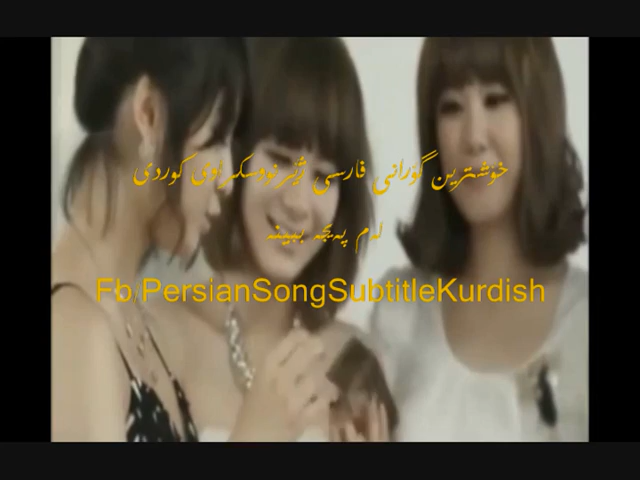 خۆشترین گۆرانی فارسی ژێرنووسکراوی کوردی
لەم پەیجە ببینە
Fb/PersianSongSubtitleKurdish